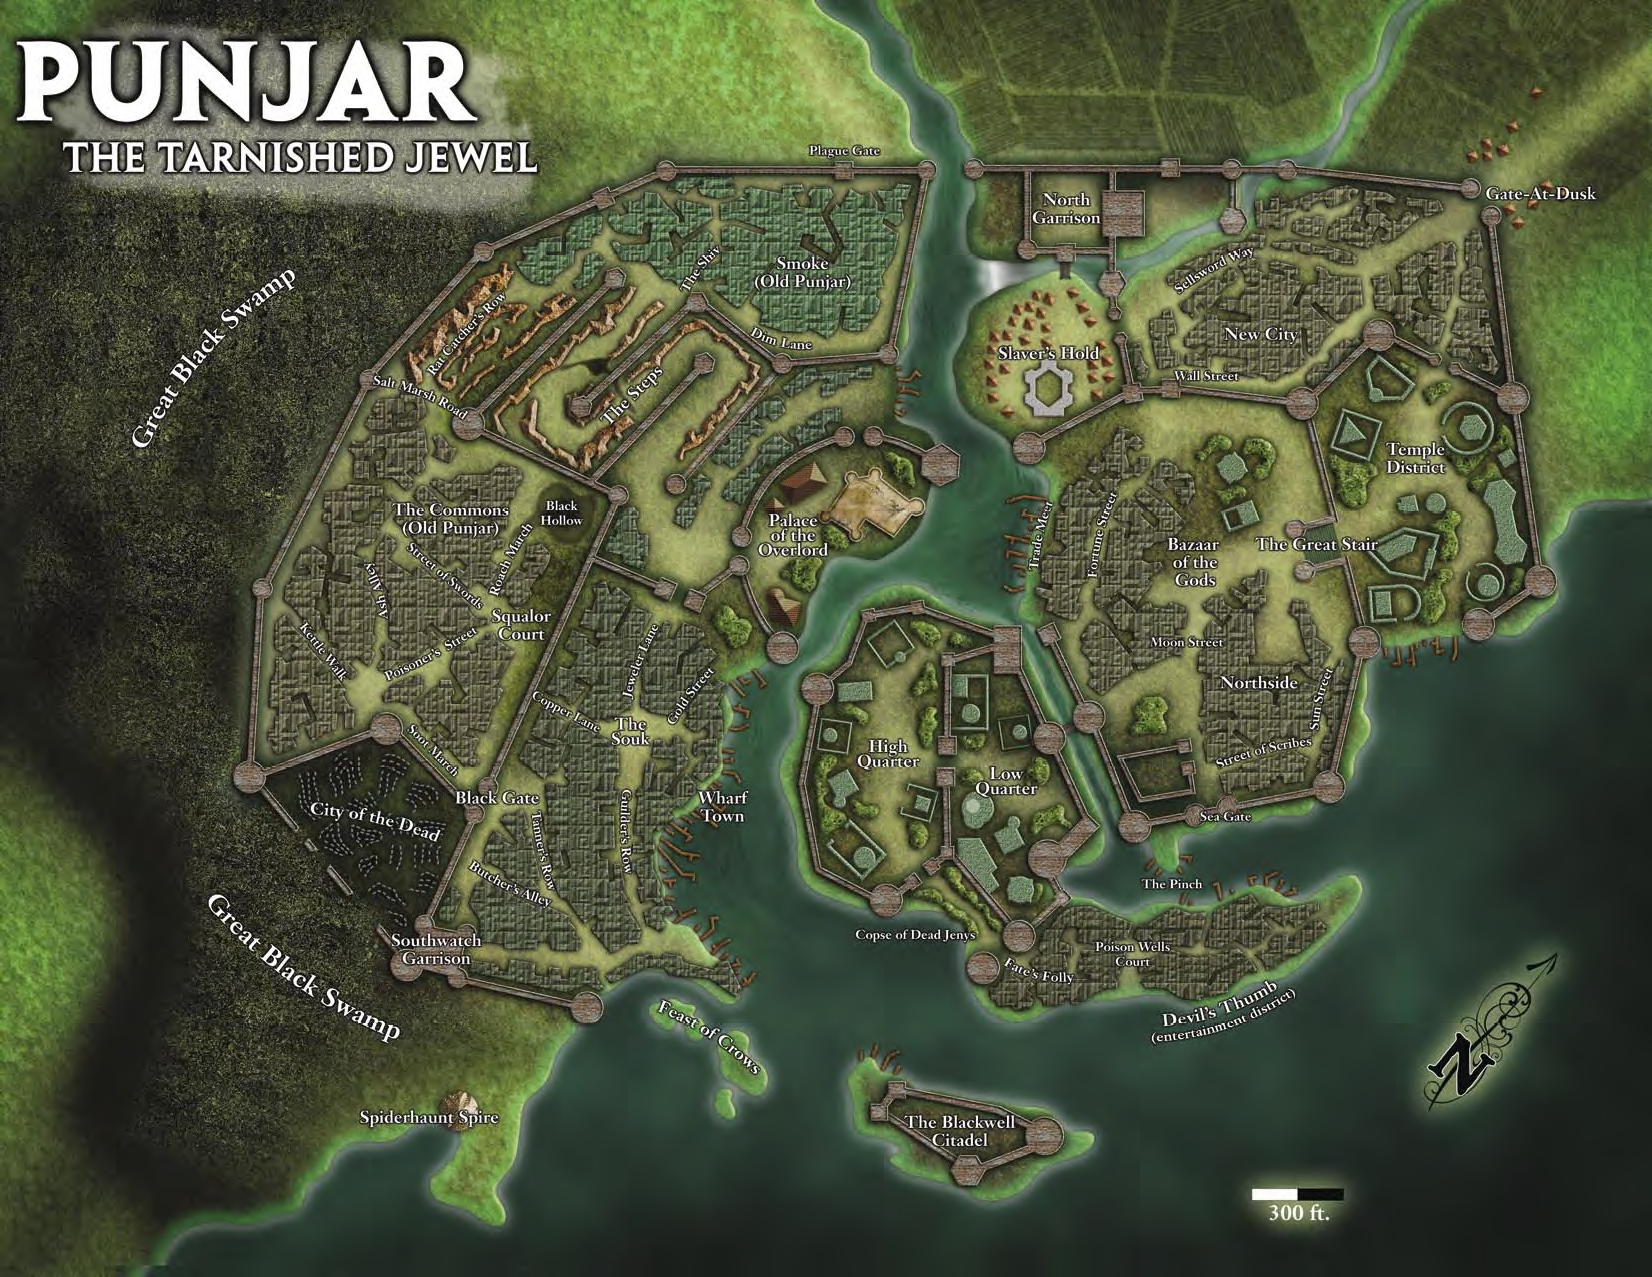 PUNJAR
THE TARNISHED JEWEL
Plague Gate
Gate-At-Dusk
North
Garrison
Smoke
(Old Punjar)
The Shiv
Sellsword Way
Great Black Swamp
Rat Catcher's Row
New City
Dim Lane
Slaver's Hold
Wall Street
Salt Marsh Road
The Steps
Temple
District
The Commons
(Old Punjar)
Black
Hollow
Palace
of the
Overlord
Trade Meet
Fortune Street
Bazaar
of the
Gods
The Great Stair
Roach March
Street of Swords
Ash Alley
Squalor
Court
Kettle Walk
Poisoner's Street
Jeweler Lane
Gold Street
Moon Street
Northside
Sun Street
Copper Lane
The
Souk
Soot March
High
Quarter
Low
Quarter
Street of Scribes
Black Gate
Wharf
Town
City of the Dead
Tanner's Row
Guilder's Row
Sea Gate
Butcher's Alley
The Pinch
Great Black Swamp
Southwatch
Garrison
Copse of Dead Jenys
Poison Wells
Court
Fate's Folly
Devil's Thumb
(entertainment district)
Feast of Crows
N
Spiderhaunt Spire
The Blackwell
Citadel
300 ft.